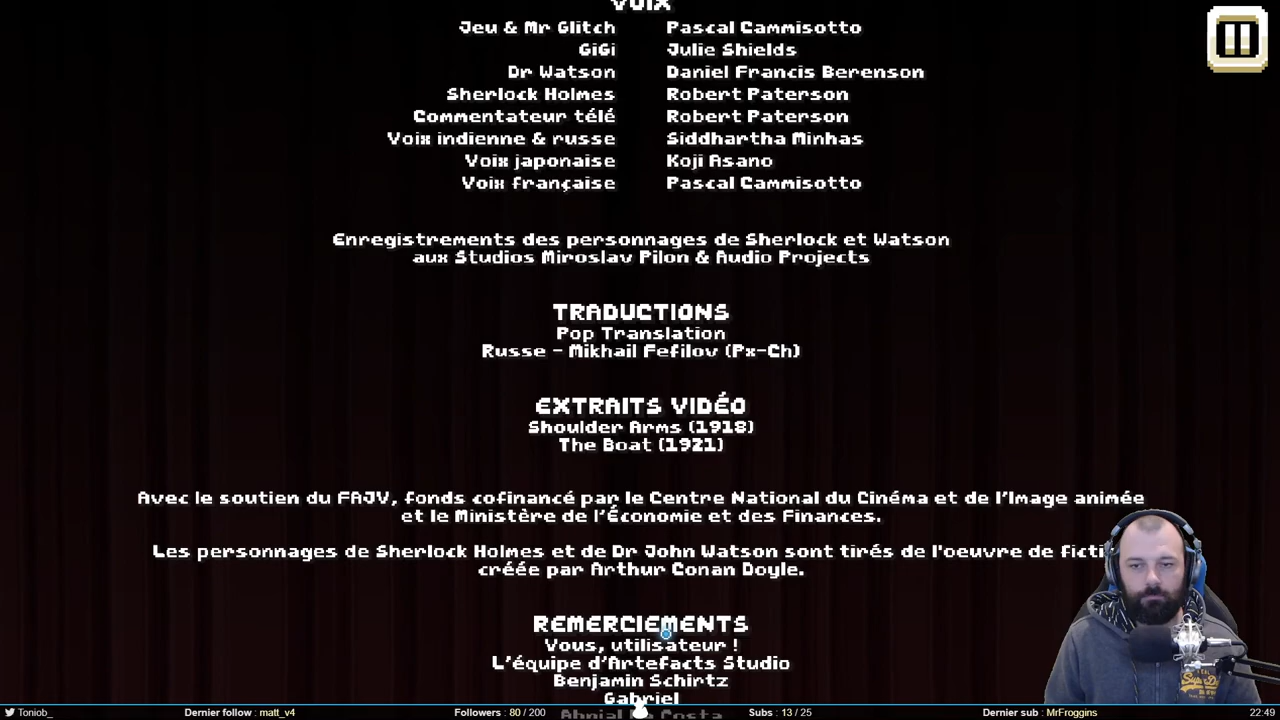 VOIX
Jeu & Mr Glitch Pascal Cammisotto
GiGi Julie Shields
Dr Watson Daniel Francis Berenson
Sherlock Holmes Robert Paterson
Commentateur télé Robert Paterson
Voix indienne & russe Siddhartha Minhas
Voix japonaise Koji Asano
Voix française Pascal Cammisotto
Enregistrements des personnages de Sherlock et Watson
aux Studios Miroslav Pilon & Audio Projects
TRADUCTIONS
Pop Translation
Russe - Mikhail Fefilov (Px-Ch)
EXTRAITS VIDÉO
Shoulder Arms (1918)
The Boat (1921)
Avec le soutien du FAJV, fonds cofinancé par le Centre National du Cinéma et de l'Image animée
et le Ministère de l'Économie et des Finances.
Les personnages de Sherlock Holmes et de Dr John Watson sont tirés de l'oeuvre de ficti
créée par Arthur Conan Doyle.
REMERCIEMENTS
Vous, utilisateur !
L'équipe d'Artefacts Studio
Benjamin Schirtz
Gabriel
Toniob_ Dernier follow : matt_v4 Followers : 80 / 200 Subs : 13 / 25 Dernier sub : MrFroggins 22:49